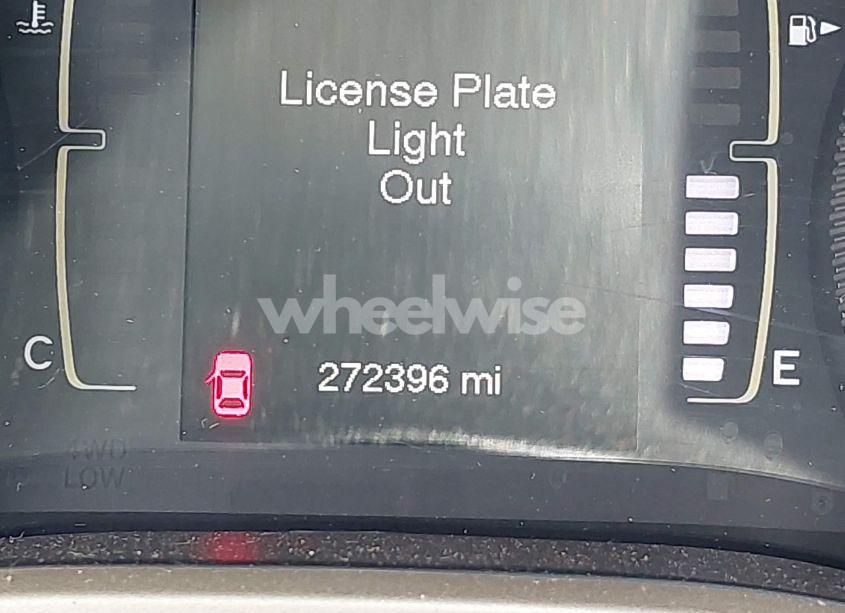 License Plate
Light
Out
wheelwise
C
272396 mi
E
4WD
LOW